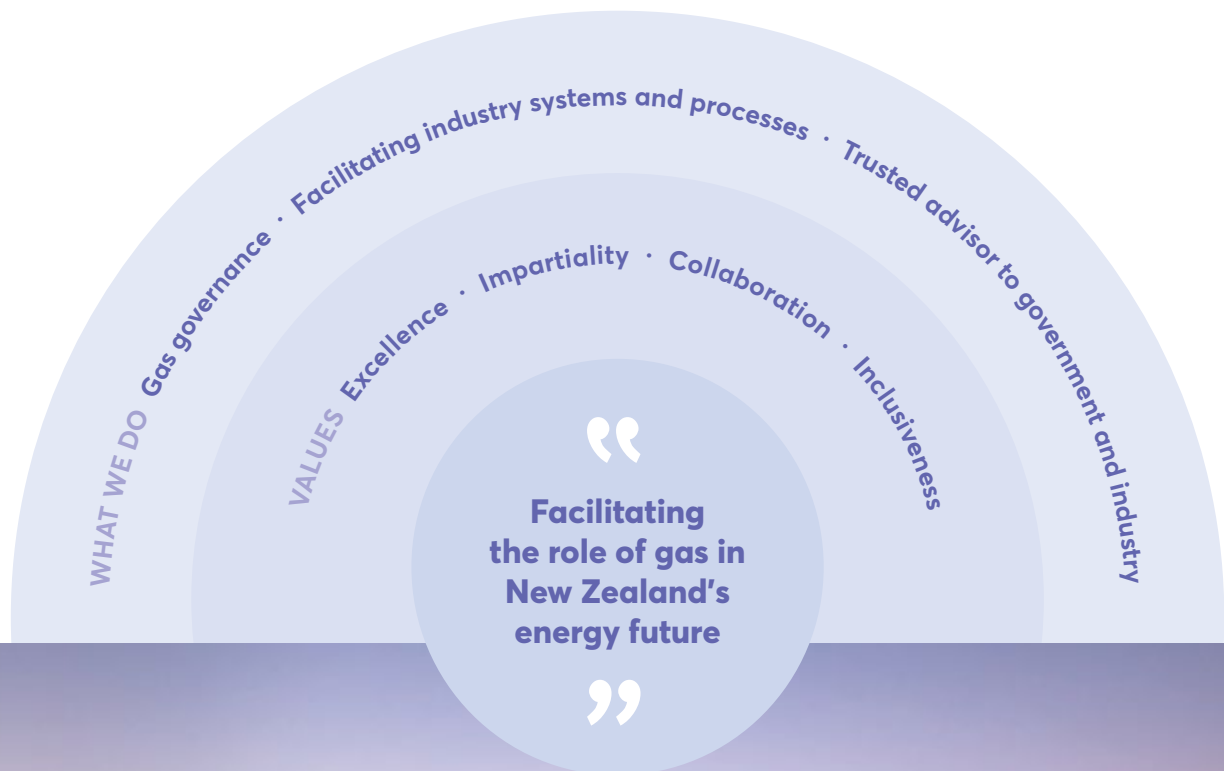 WHAT WE DO Gas governance · Facilitating industry systems and processes · Trusted advisor to government and industry
VALUES Excellence · Impartiality · Collaboration · Inclusiveness
“
Facilitating
the role of gas in
New Zealand’s
energy future
”